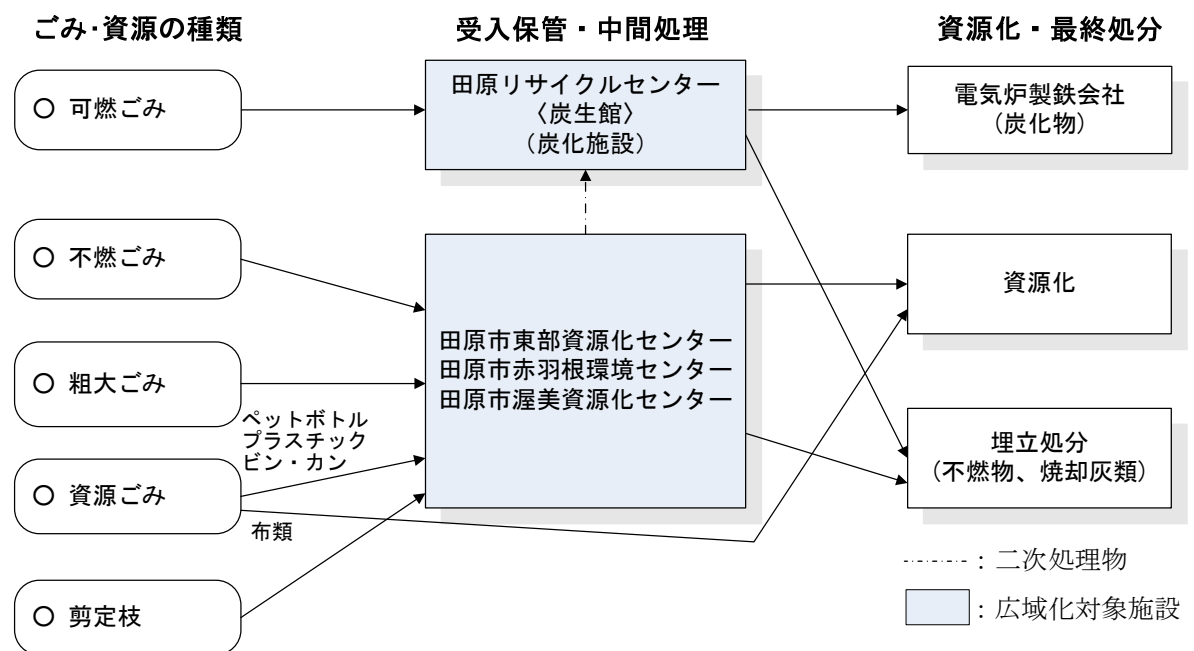 ごみ・資源の種類
○ 可燃ごみ
○ 不燃ごみ
○ 粗大ごみ
○ 資源ごみ
○ 剪定枝
ペットボトル
プラスチック
ビン・カン
布類
受入保管・中間処理
田原リサイクルセンター
〈炭生館〉
(炭化施設)
田原市東部資源化センター
田原市赤羽根環境センター
田原市渥美資源化センター
資源化・最終処分
電気炉製鉄会社
(炭化物)
資源化
埋立処分
(不燃物、焼却灰類)
：二次処理物
：広域化対象施設